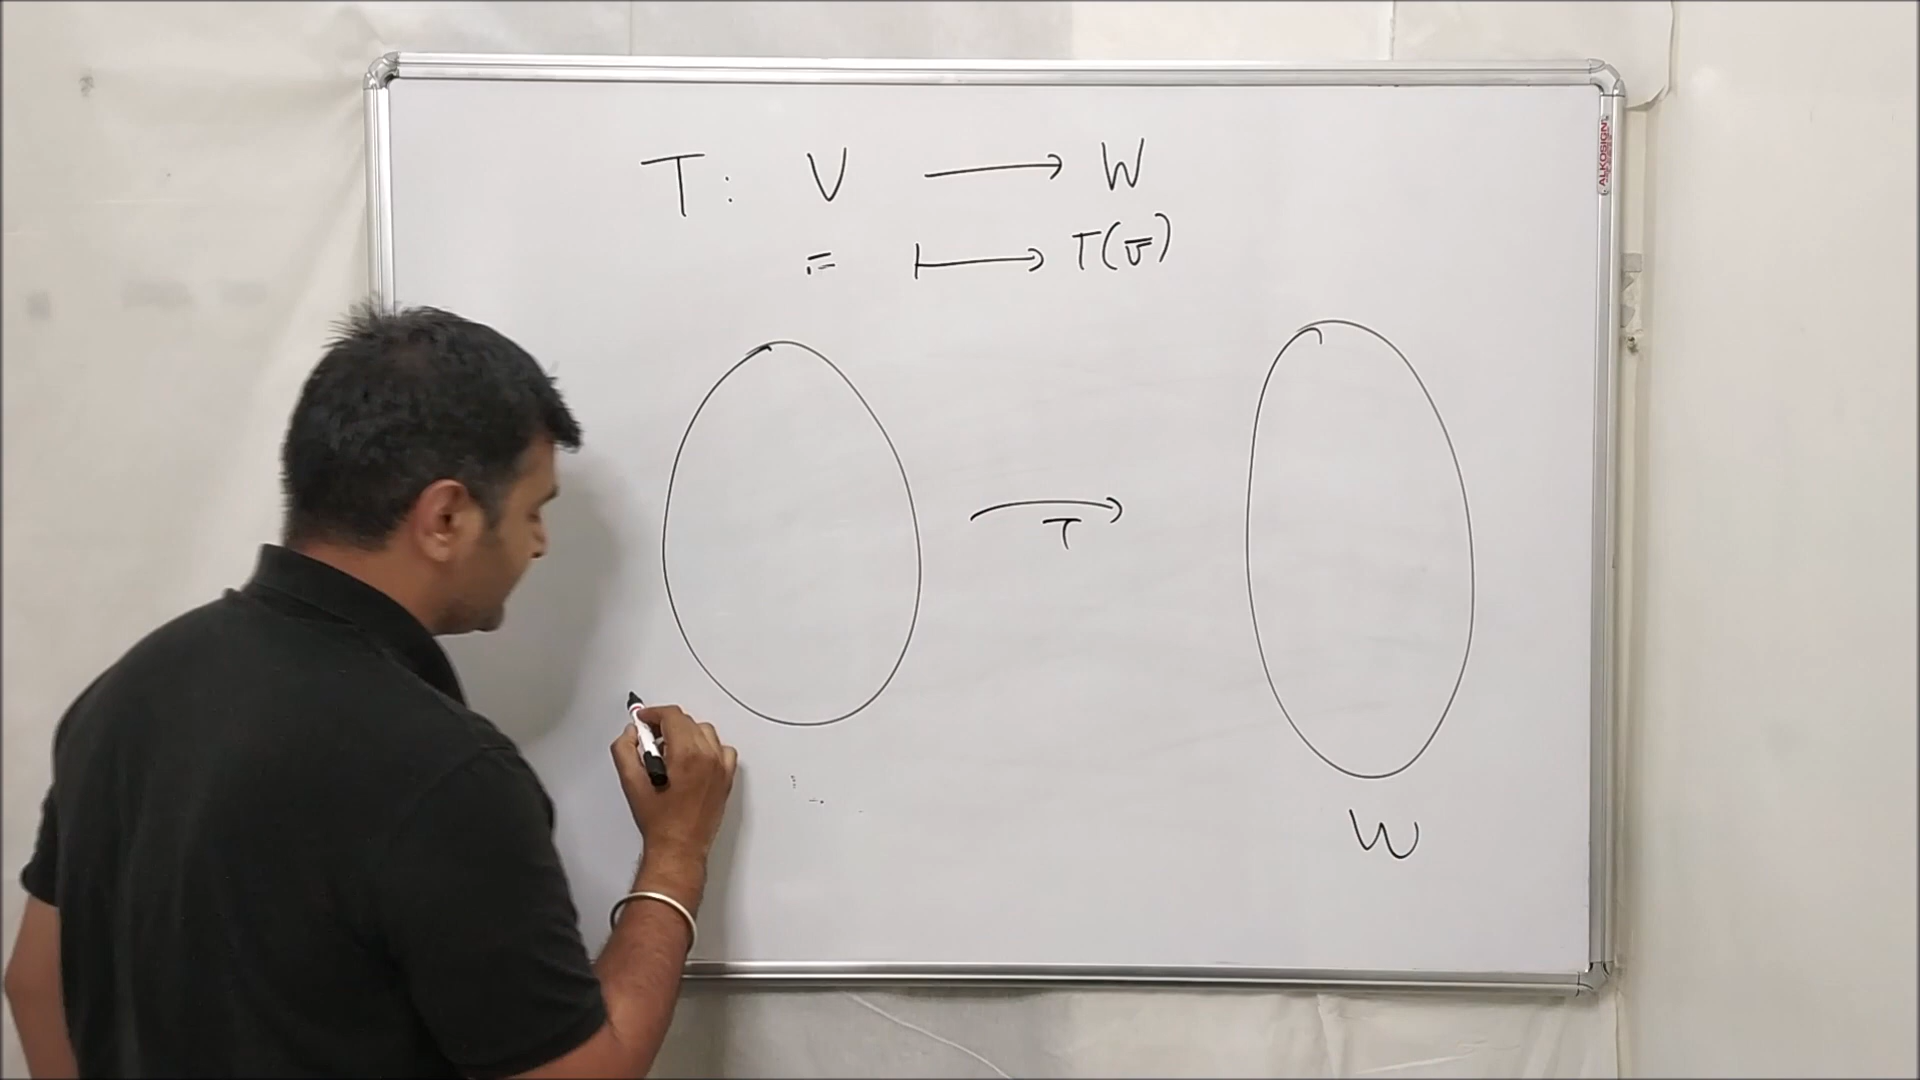 T: V ⟶ W
⟼ T(v̄)
T
W
ALKOSIGN